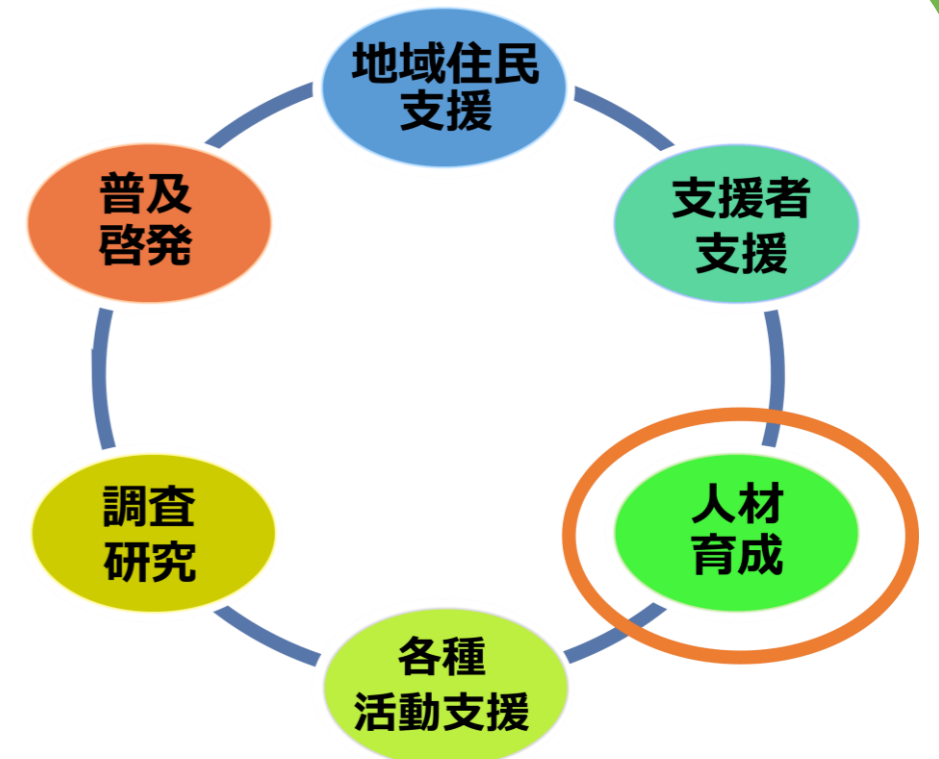 地域住民
支援
支援者
支援
人材
育成
各種
活動支援
調査
研究
普及
啓発